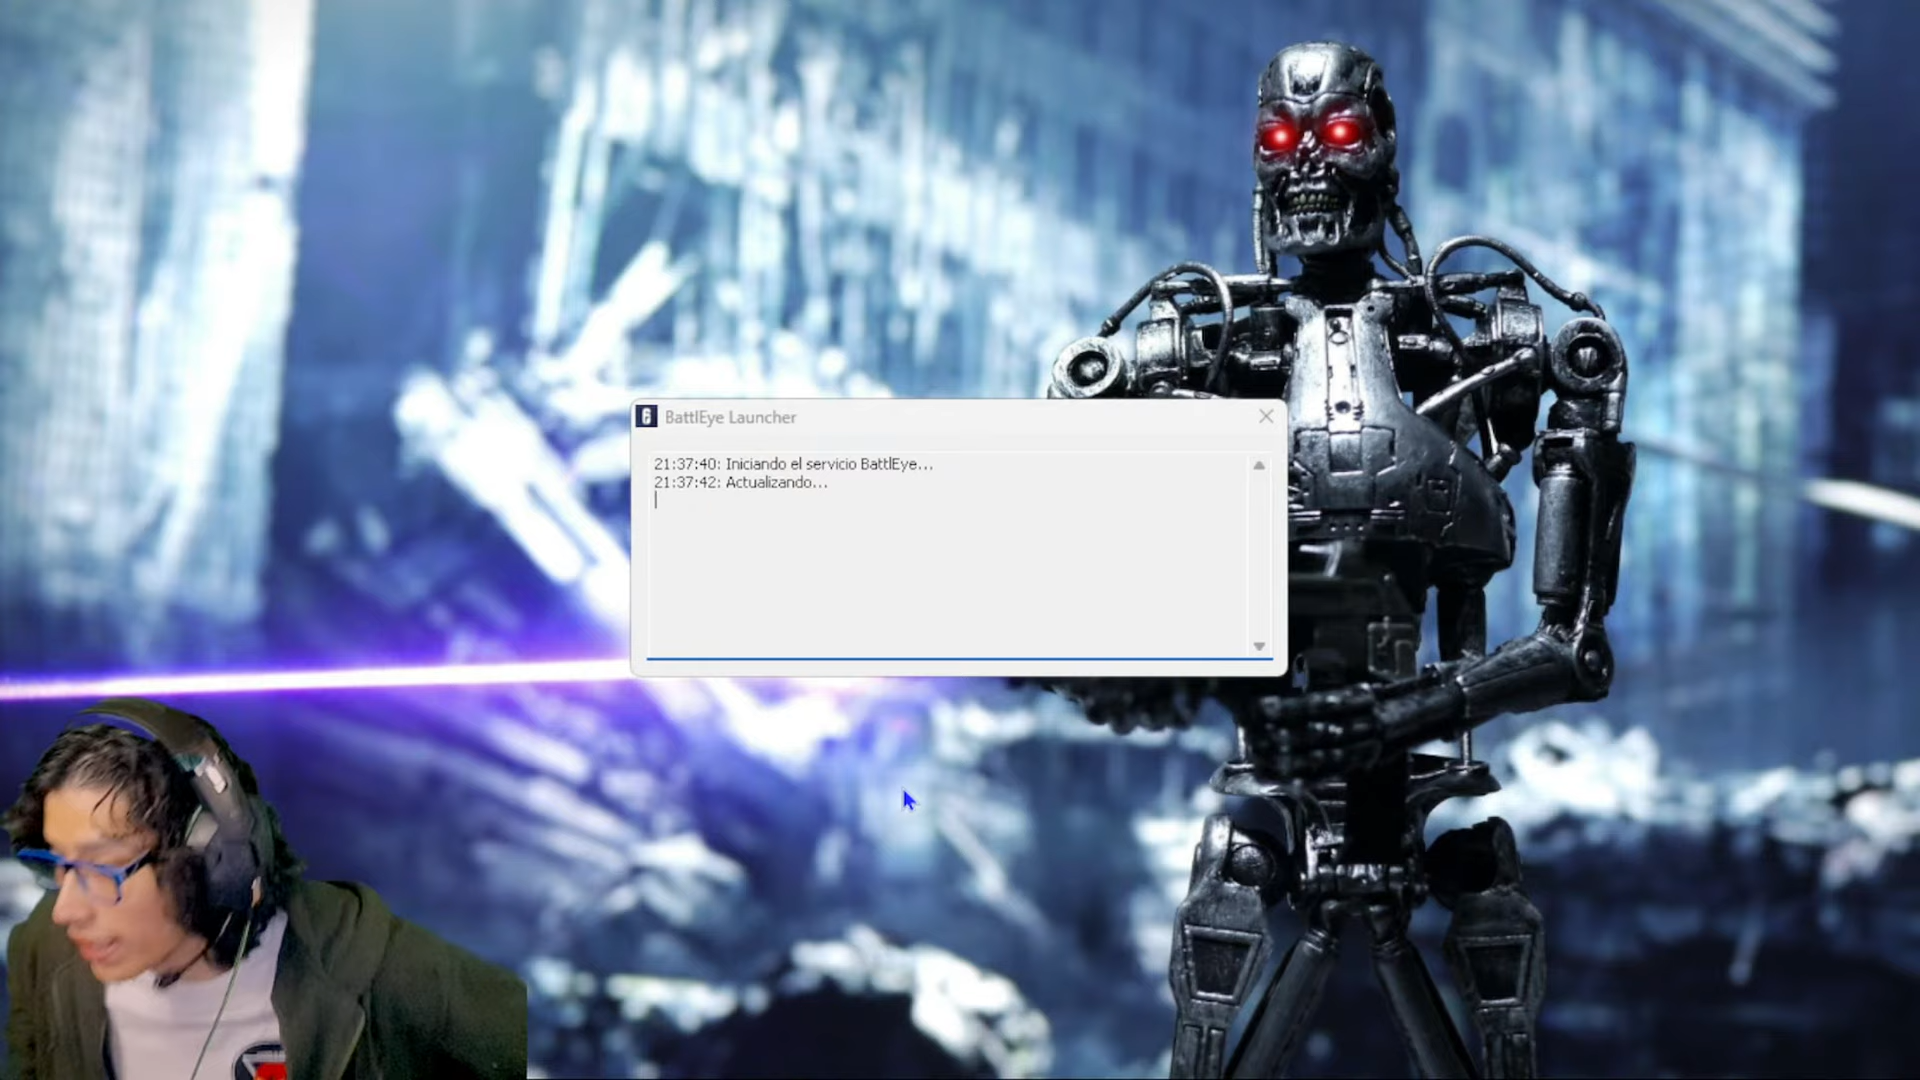 BattlEye Launcher
21:37:40: Iniciando el servicio BattlEye...
21:37:42: Actualizando...